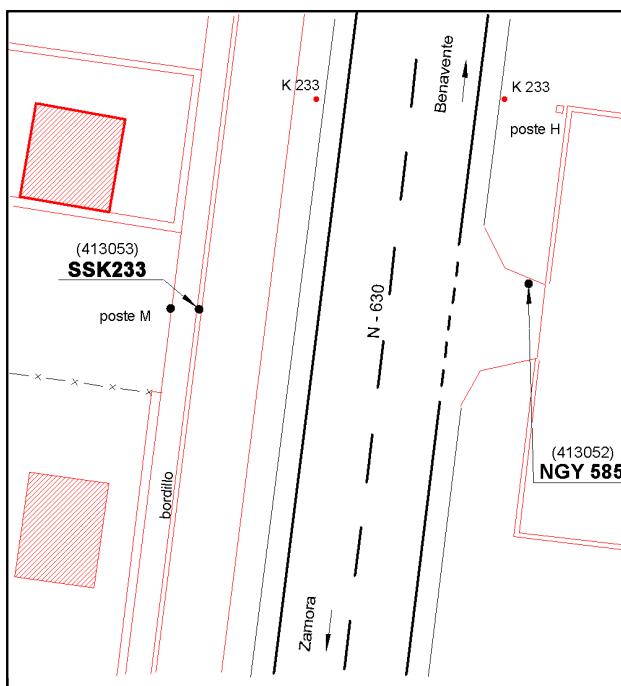 Benavente
K 233
K 233
poste H
(413053)
SSK233
poste M
N - 630
(413052)
NGY 585
bordillo
Zamora